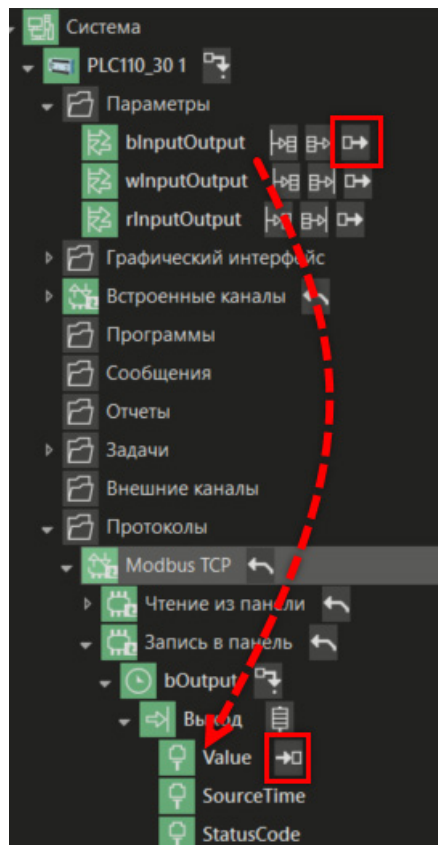 Система
PLC110_30 1
Параметры
bInputOutput
wInputOutput
rInputOutput
Графический интерфейс
Встроенные каналы
Программы
Сообщения
Отчеты
Задачи
Внешние каналы
Протоколы
Modbus TCP
Чтение из панели
Запись в панель
bOutput
Выход
Value
SourceTime
StatusCode